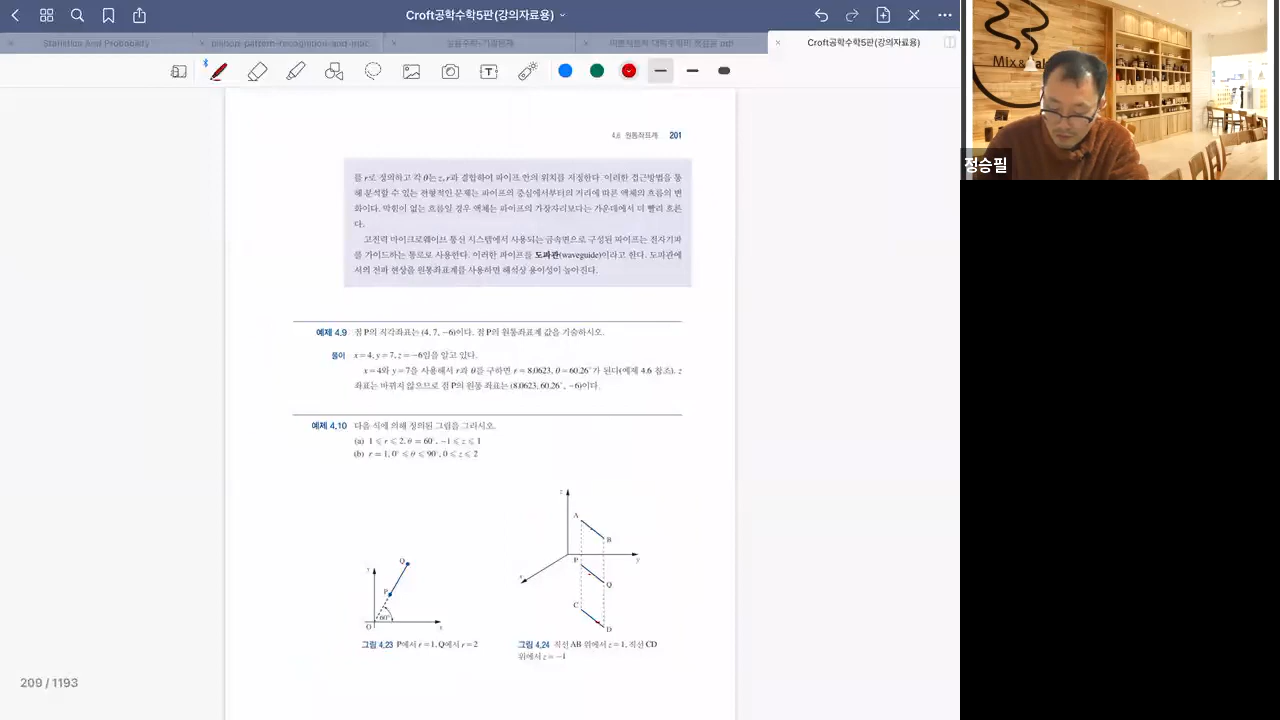 Croft공학수학5판(강의자료용)
Statistics And Probability
bishop-pattern-recognition-and-mac
Croft공학수학5판(강의자료용)
Mix&
정승필
4.6 원통좌표계 201
를 r로 정의하고 각 θ는 z, r과 결합하여 파이프 안의 위치를 지정한다. 이러한 접근방법을 통
해 분석할 수 있는 전형적인 문제는 파이프의 중심에서부터의 거리에 따른 액체의 흐름의 변
화이다. 막힘이 없는 흐름일 경우 액체는 파이프의 가장자리보다는 가운데에서 더 빨리 흐른
다.
고전력 마이크로웨이브 통신 시스템에서 사용되는 금속면으로 구성된 파이프는 전자기파
를 가이드하는 통로로 사용한다. 이러한 파이프를 도파관(waveguide)이라고 한다. 도파관에
서의 전파 현상을 원통좌표계를 사용하면 해석상 용이성이 높아진다.
예제 4.9 점 P의 직각좌표는 (4, 7, −6)이다. 점 P의 원통좌표계 값을 기술하시오.
풀이 x = 4, y = 7, z = −6임을 알고 있다.
x = 4와 y = 7을 사용해서 r과 θ를 구하면 r = 8.0623, θ = 60.26°가 된다(예제 4.6 참조). z
좌표는 바뀌지 않으므로 점 P의 원통 좌표는 (8.0623, 60.26°, −6)이다.
예제 4.10 다음 식에 의해 정의된 그림을 그리시오.
(a) 1 ⩽ r ⩽ 2, θ = 60°, −1 ⩽ z ⩽ 1
(b) r = 1, 0° ⩽ θ ⩽ 90°, 0 ⩽ z ⩽ 2
z
A
B
y
P
x
Q
C
D
Q
y
P
60°
O
x
그림 4.23 P에서 r = 1, Q에서 r = 2
그림 4.24 직선 AB 위에서 z = 1, 직선 CD
위에서 z = −1
209 / 1193